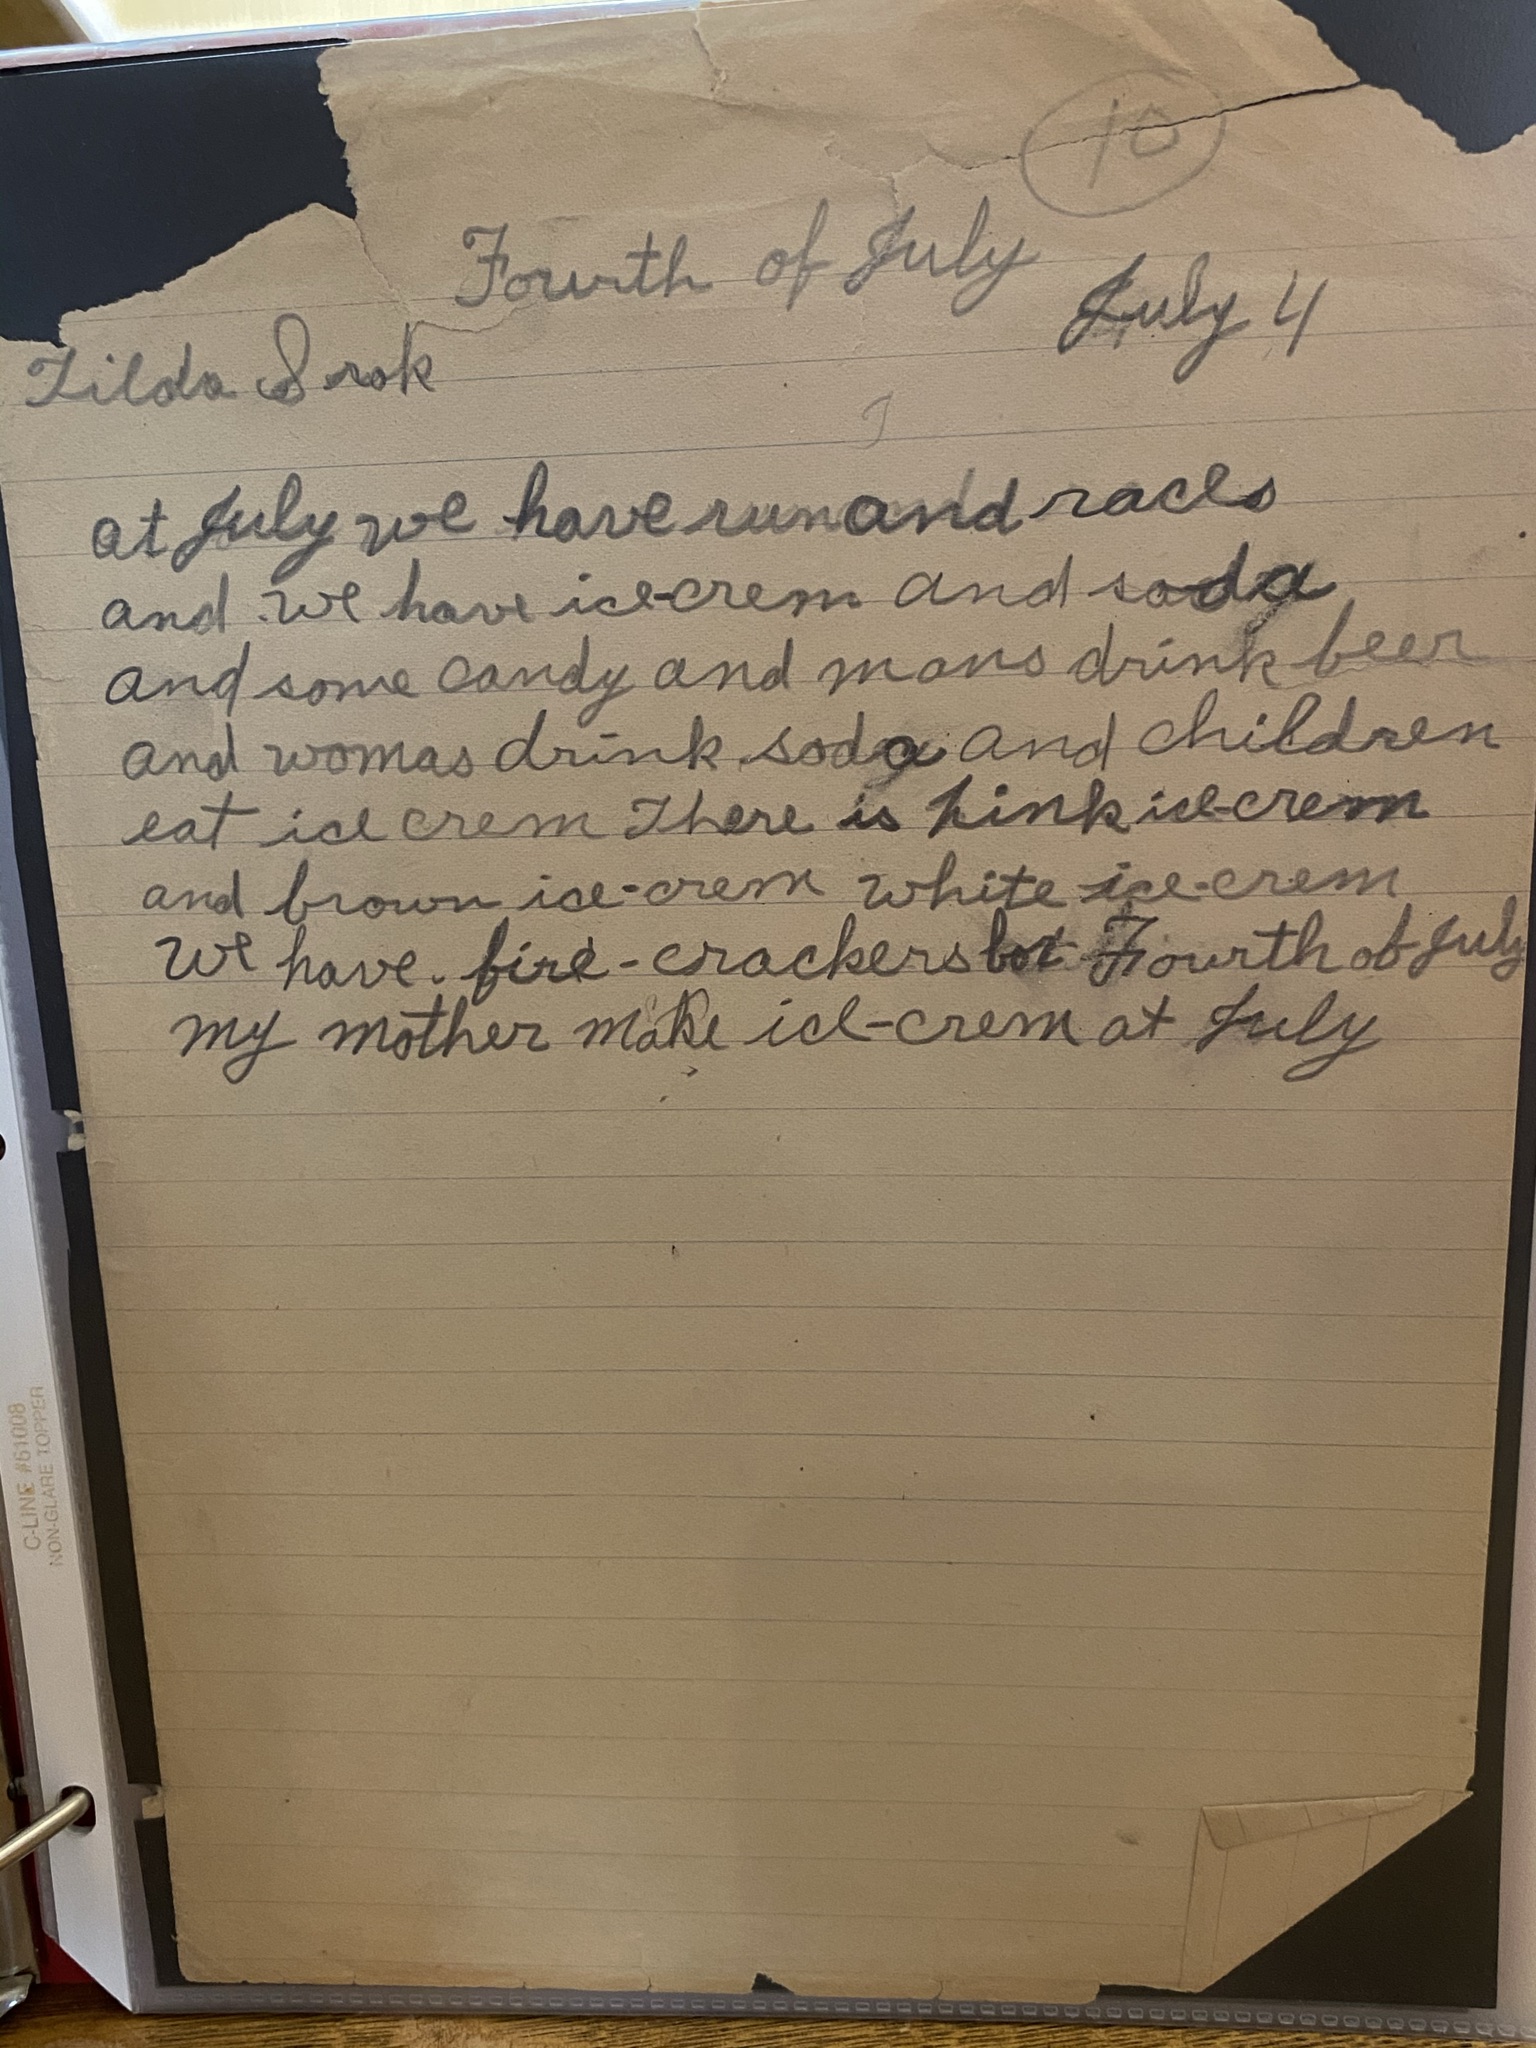 10
Fourth of July
July 4
Tilda Srok
at July we have run and races
and we have ice-crem and soda
and some candy and mans drink beer
and womas drink soda and children
eat ice crem There is pink ice-crem
and brown ice-crem white ice-crem
We have fire-crackers for Fourth of July
my mother make ice-crem at July
C-LINE #61008
NON-GLARE TOPPER